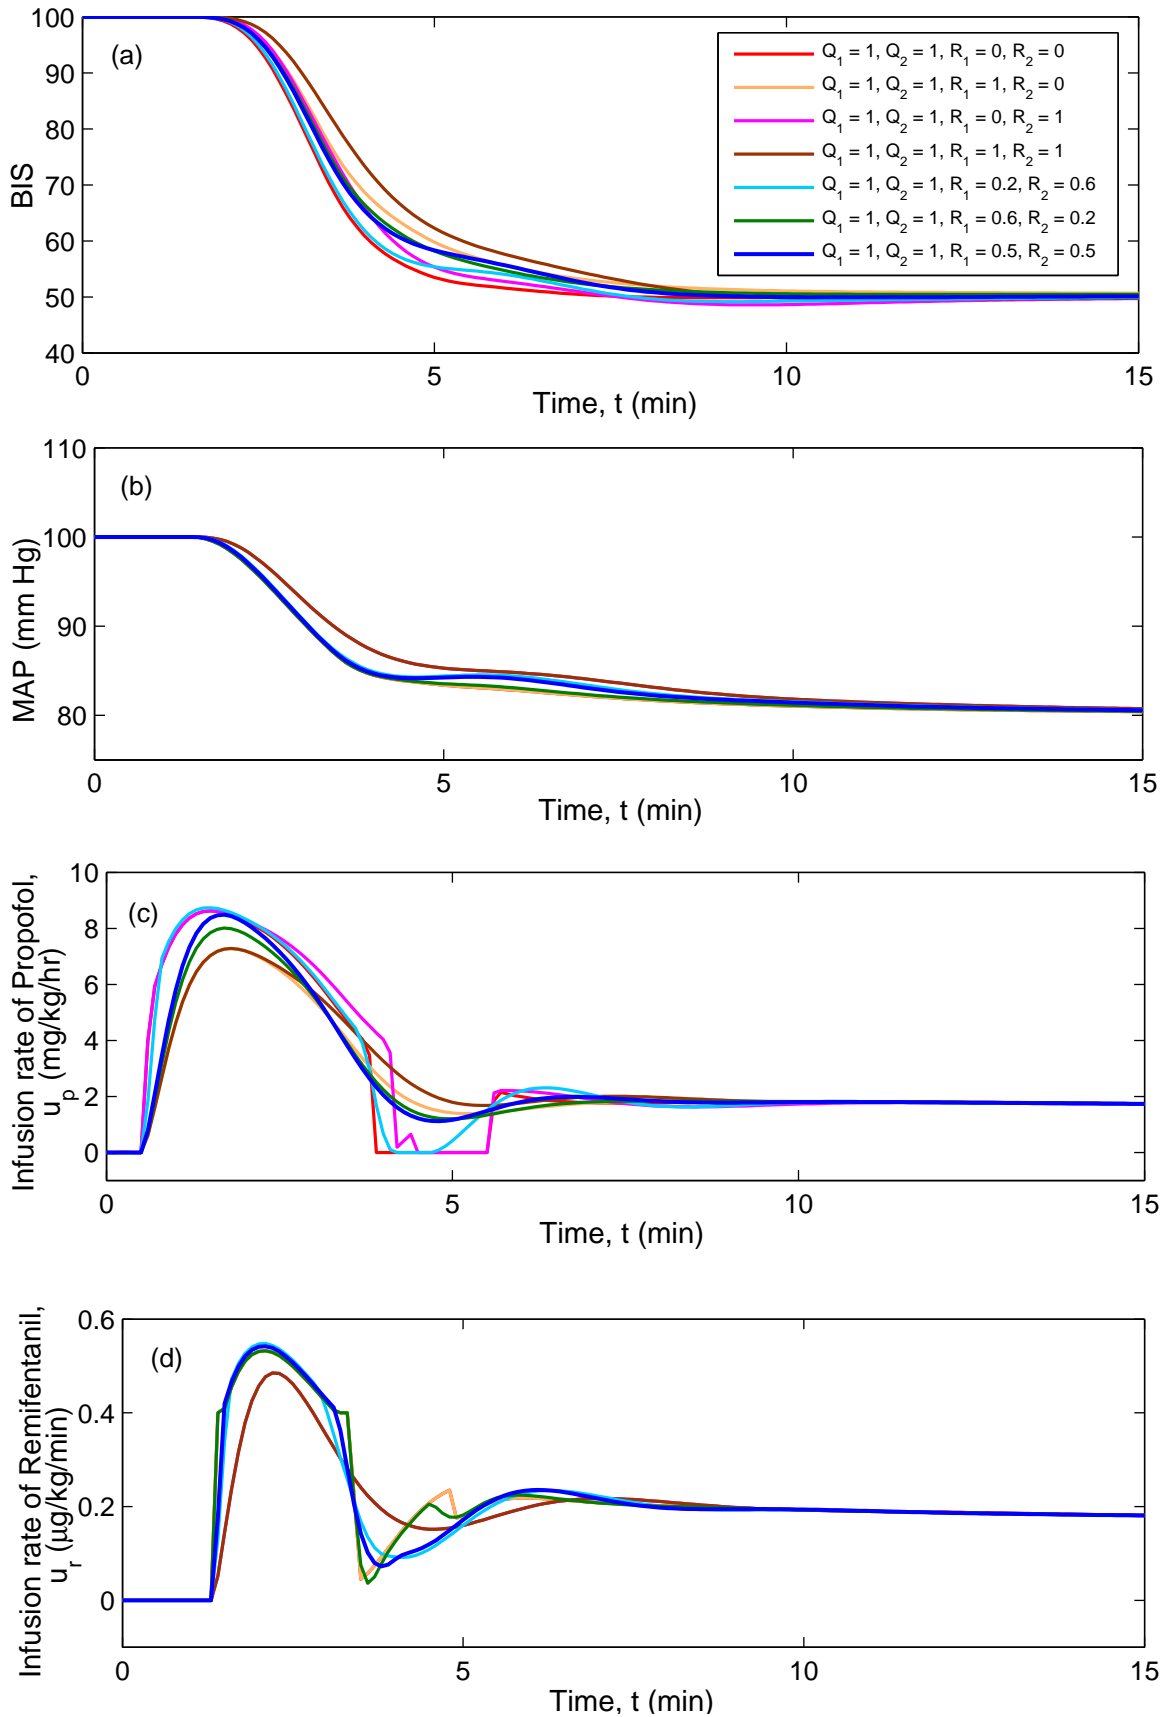 100
(a)
100
90
80
70
60
50
40
BIS
0
5
10
15
Time, t (min)
Q₁ = 1, Q₂ = 1, R₁ = 0, R₂ = 0
Q₁ = 1, Q₂ = 1, R₁ = 1, R₂ = 0
Q₁ = 1, Q₂ = 1, R₁ = 0, R₂ = 1
Q₁ = 1, Q₂ = 1, R₁ = 1, R₂ = 1
Q₁ = 1, Q₂ = 1, R₁ = 0.2, R₂ = 0.6
Q₁ = 1, Q₂ = 1, R₁ = 0.6, R₂ = 0.2
Q₁ = 1, Q₂ = 1, R₁ = 0.5, R₂ = 0.5
110
(b)
100
90
80
MAP (mm Hg)
0
5
10
15
Time, t (min)
10
(c)
8
6
4
2
0
Infusion rate of Propofol,
uₚ (mg/kg/hr)
0
5
10
15
Time, t (min)
0.6
(d)
0.4
0.2
0
Infusion rate of Remifentanil,
uᵣ (μg/kg/min)
0
5
10
15
Time, t (min)